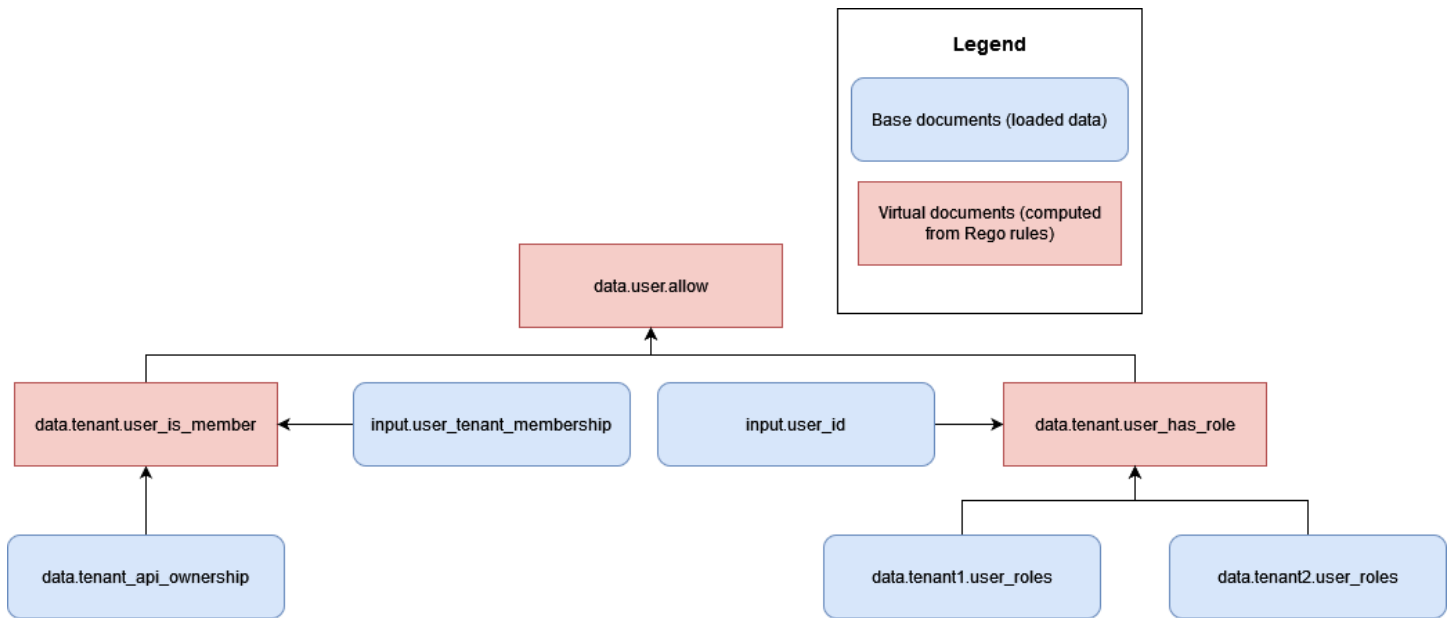 Legend
Base documents (loaded data)
Virtual documents (computed
from Rego rules)
data.user.allow
data.tenant.user_is_member
input.user_tenant_membership
input.user_id
data.tenant.user_has_role
data.tenant_api_ownership
data.tenant1.user_roles
data.tenant2.user_roles